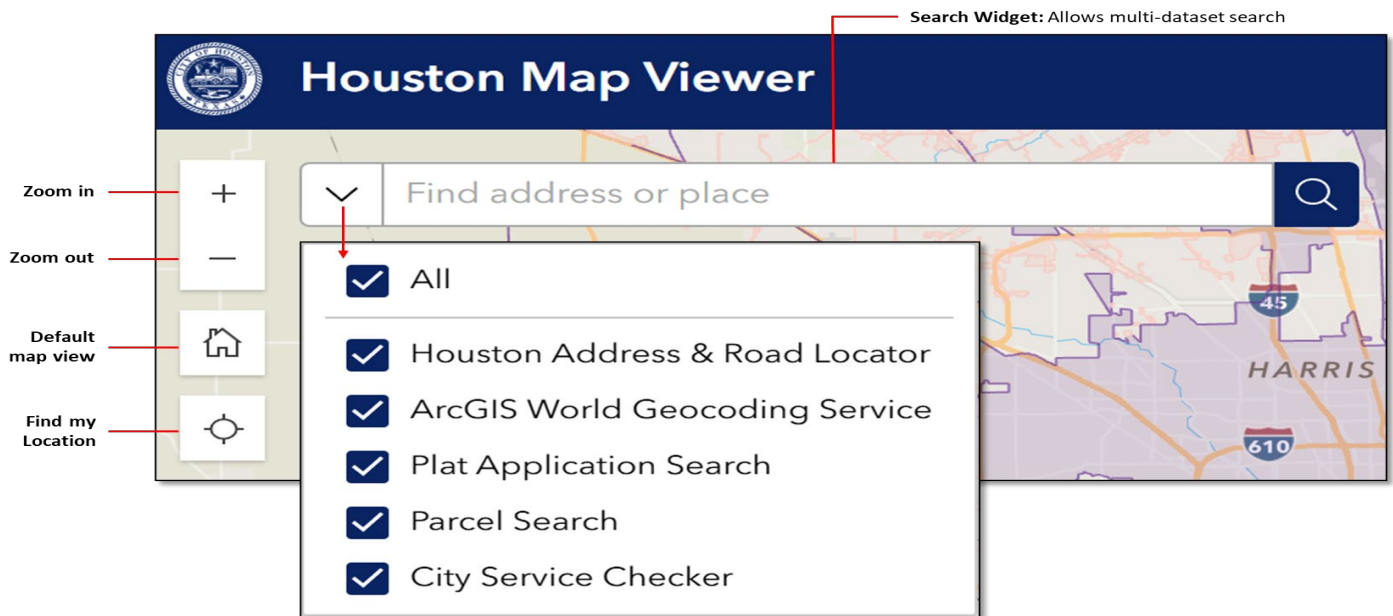 Search Widget: Allows multi-dataset search
Houston Map Viewer
Zoom in
Find address or place
Zoom out
All
45
Default
map view
Houston Address & Road Locator
HARRIS
ArcGIS World Geocoding Service
Find my
Location
610
Plat Application Search
Parcel Search
City Service Checker